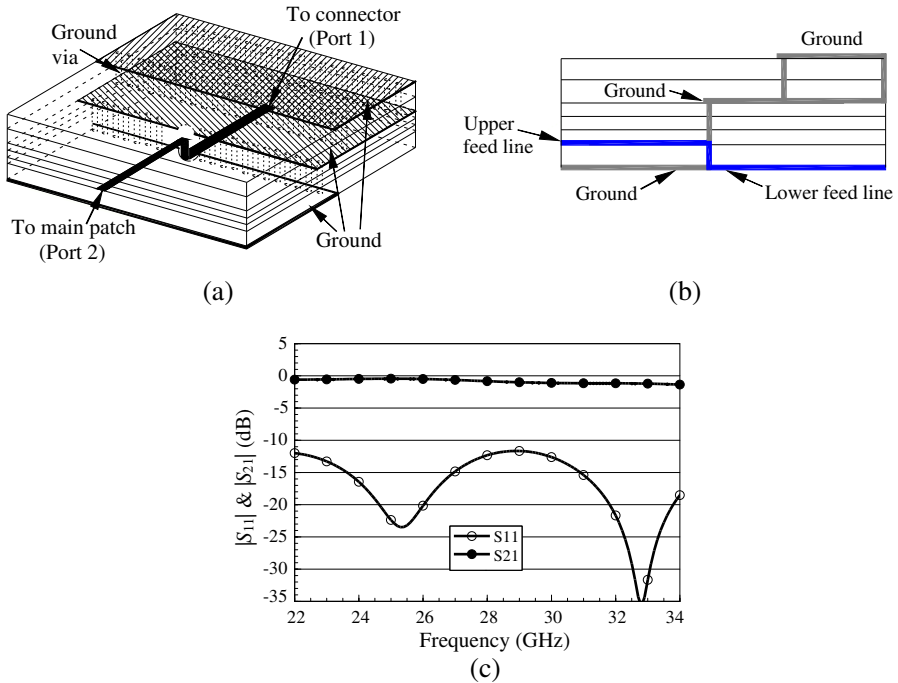 To connector
(Port 1)
Ground
via
To main patch
(Port 2)
Ground
(a)
Ground
Ground
Upper
feed line
Ground
Lower feed line
(b)
|S11| & |S21| (dB)
5
0
-5
-10
-15
-20
-25
-30
-35
S11
S21
22 24 26 28 30 32 34
Frequency (GHz)
(c)